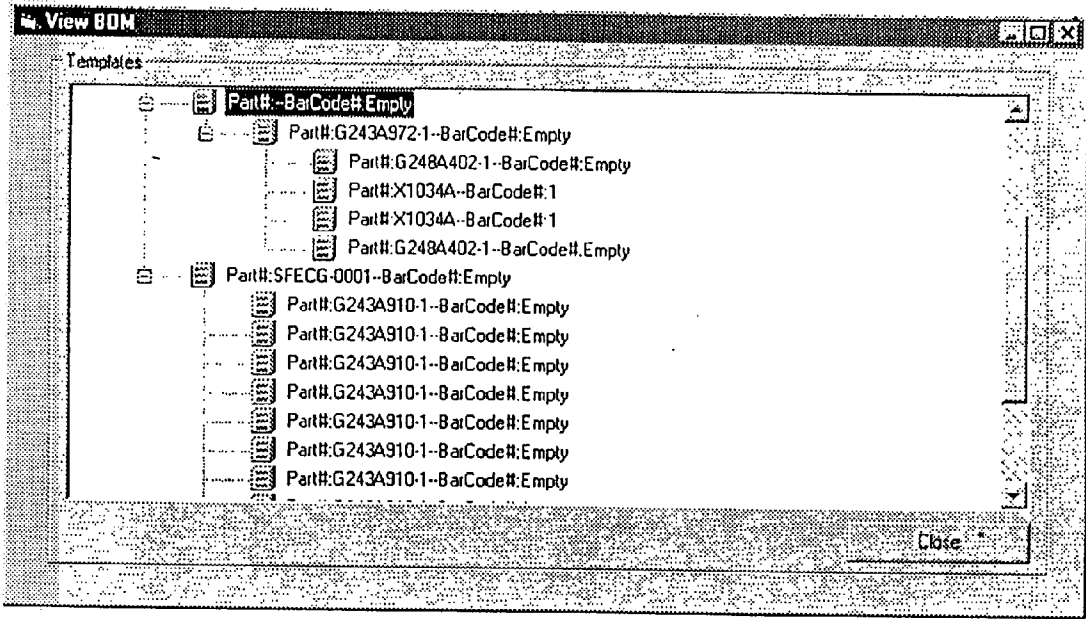 View BOM
Templates
Part#:--BarCode#:Empty
Part#:G243A972-1--BarCode#:Empty
Part#:G248A402-1--BarCode#:Empty
Part#:X1034A--BarCode#:1
Part#:X1034A--BarCode#:1
Part#:G248A402-1--BarCode#:Empty
Part#:SFECG-0001--BarCode#:Empty
Part#:G243A910-1--BarCode#:Empty
Part#:G243A910-1--BarCode#:Empty
Part#:G243A910-1--BarCode#:Empty
Part#:G243A910-1--BarCode#:Empty
Part#:G243A910-1--BarCode#:Empty
Part#:G243A910-1--BarCode#:Empty
Part#:G243A910-1--BarCode#:Empty
Close